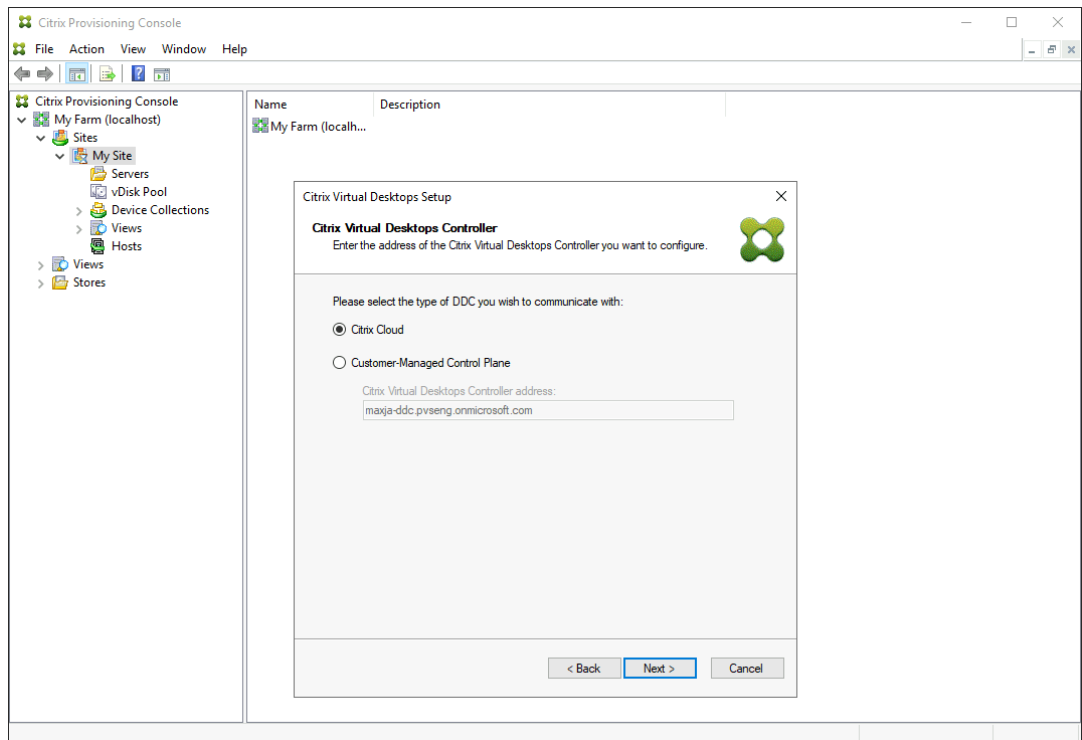 Citrix Provisioning Console
File Action View Window Help
Citrix Provisioning Console
My Farm (localhost)
Sites
My Site
Servers
vDisk Pool
Device Collections
Views
Hosts
Views
Stores
Name Description
My Farm (localh...
Citrix Virtual Desktops Setup
Citrix Virtual Desktops Controller
Enter the address of the Citrix Virtual Desktops Controller you want to configure.
Please select the type of DDC you wish to communicate with:
Citrix Cloud
Customer-Managed Control Plane
Citrix Virtual Desktops Controller address:
maxja-ddc.pvseng.onmicrosoft.com
< Back Next > Cancel